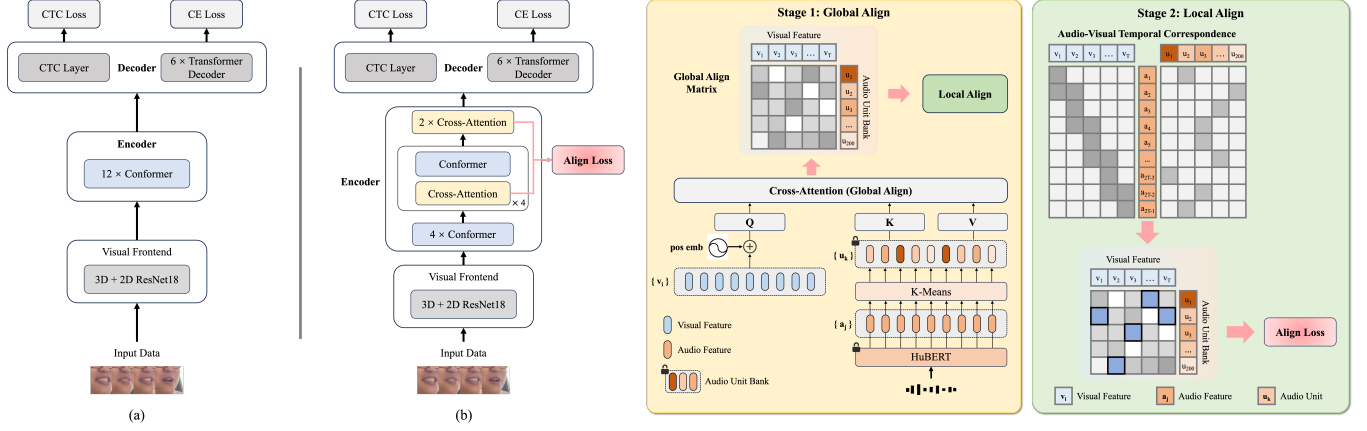 CTC Loss
CE Loss
CTC Layer
Decoder
6 × Transformer
Decoder
Encoder
12 × Conformer
Visual Frontend
3D + 2D ResNet18
Input Data
(a)
CTC Loss
CE Loss
CTC Layer
Decoder
6 × Transformer
Decoder
2 × Cross-Attention
Conformer
Cross-Attention
× 4
Encoder
4 × Conformer
Align Loss
Visual Frontend
3D + 2D ResNet18
Input Data
(b)
Stage 1: Global Align
Visual Feature
v1 v2 v3 … vT
Global Align
Matrix
u1
u2
u3
...
u200
Audio Unit Bank
Local Align
Cross-Attention (Global Align)
Q
K
V
pos emb
{ vi }
{ uk }
K-Means
{ aj }
HuBERT
Visual Feature
Audio Feature
Audio Unit Bank
Stage 2: Local Align
Audio-Visual Temporal Correspondence
v1 v2 v3 … vT
u1 u2 u3 … u200
a1
a2
a3
a4
a5
...
a2T-3
a2T-2
a2T-1
Visual Feature
v1 v2 v3 … vT
u1
u2
u3
...
u200
Audio Unit Bank
Align Loss
vi Visual Feature
aj Audio Feature
uk Audio Unit